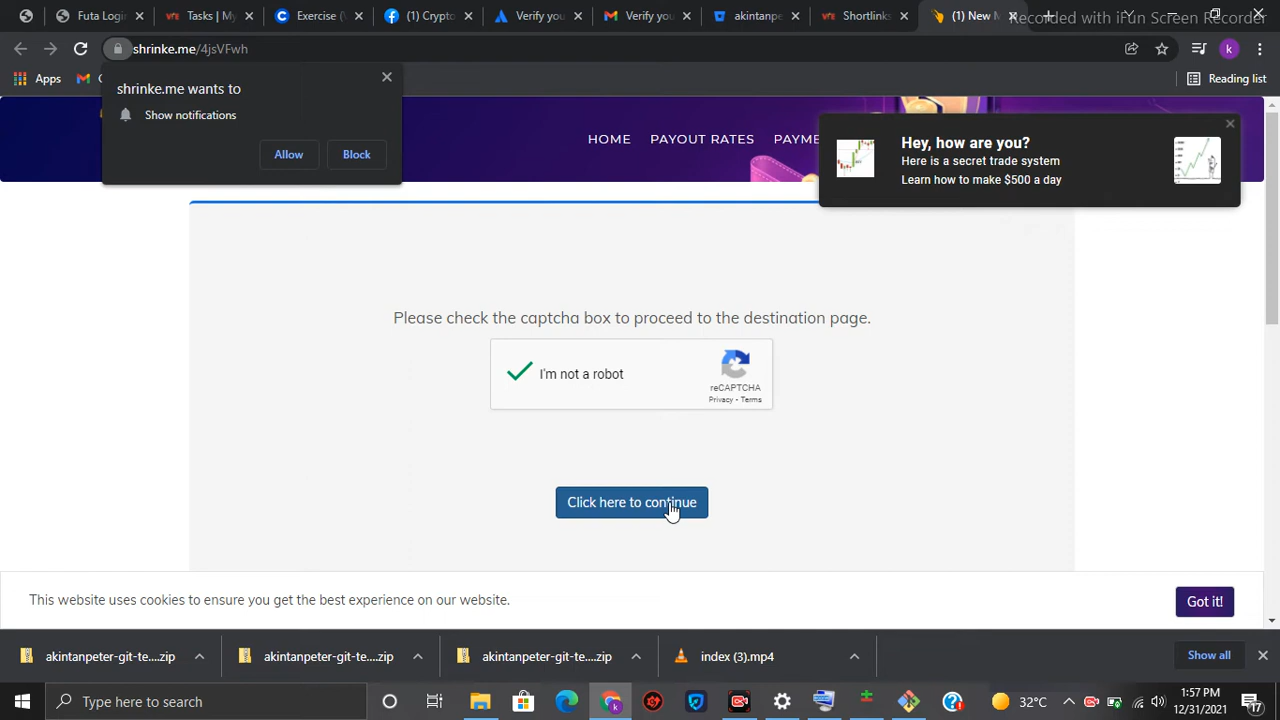 Futa Login
Tasks | My
Exercise (
(1) Crypto
Verify you
Verify you
akintanpe
Shortlinks
(1) New M
Recorded with iFun Screen Recorder
shrinke.me/4jsVFwh
Apps
Reading list
shrinke.me wants to
Show notifications
Allow
Block
HOME
PAYOUT RATES
PAYME
Hey, how are you?
Here is a secret trade system
Learn how to make $500 a day
Please check the captcha box to proceed to the destination page.
I'm not a robot
reCAPTCHA
Privacy - Terms
Click here to continue
This website uses cookies to ensure you get the best experience on our website.
Got it!
akintanpeter-git-te....zip
akintanpeter-git-te....zip
akintanpeter-git-te....zip
index (3).mp4
Show all
Type here to search
32°C
1:57 PM
12/31/2021
17